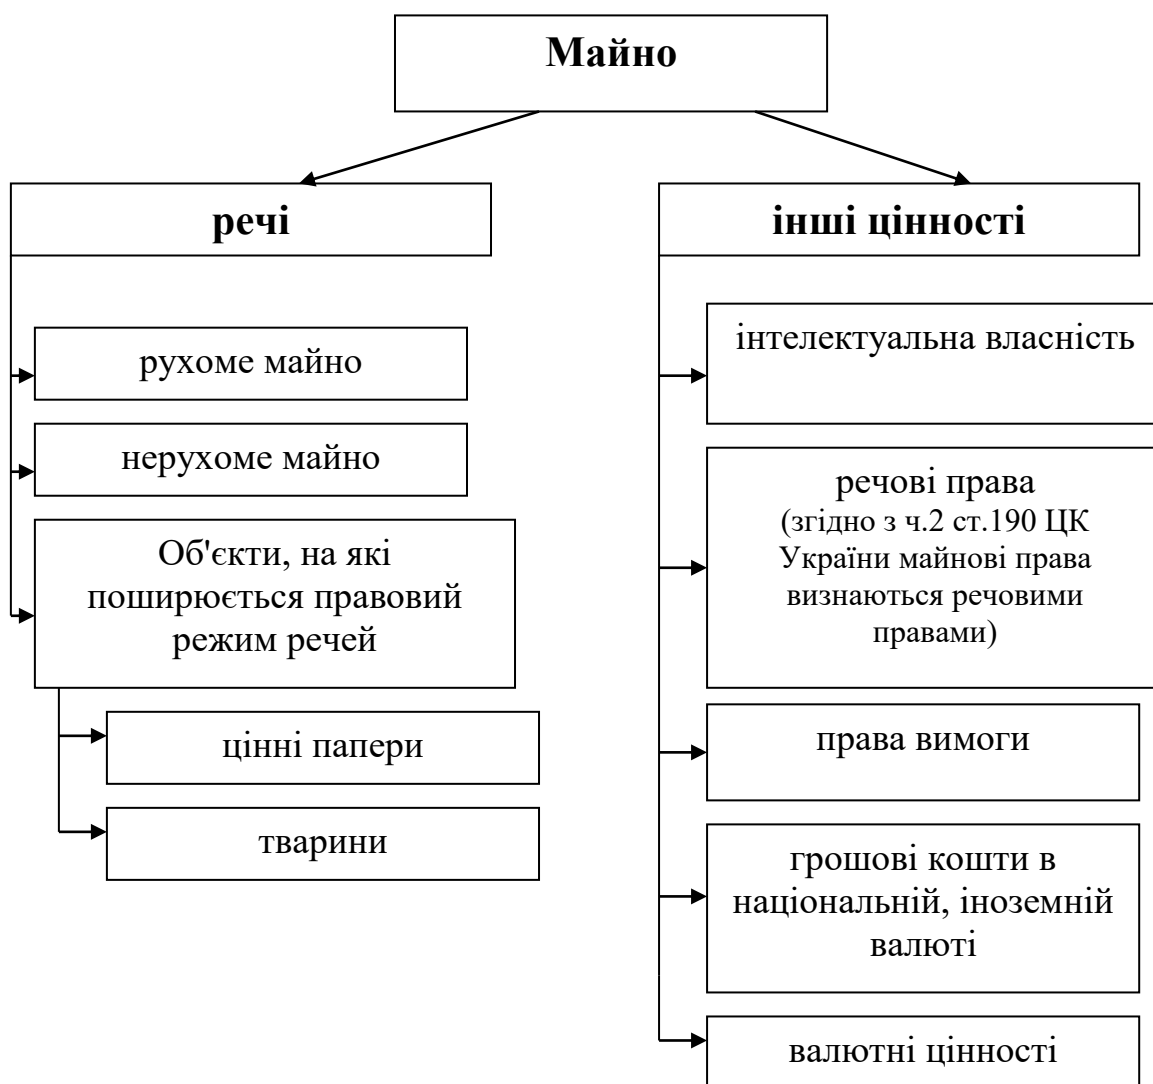 Майно
речі
рухоме майно
нерухоме майно
Об'єкти, на які
поширюється правовий
режим речей
цінні папери
тварини
інші цінності
інтелектуальна власність
речові права
(згідно з ч.2 ст.190 ЦК
України майнові права
визнаються речовими
правами)
права вимоги
грошові кошти в
національній, іноземній
валюті
валютні цінності